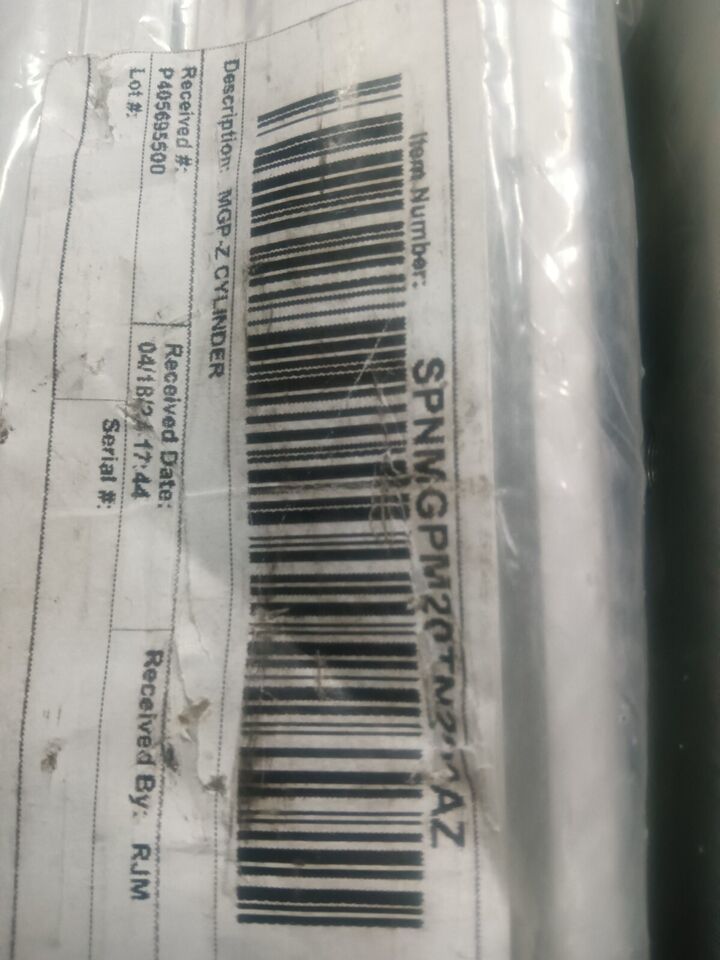 Item Number:
Description: MGP-Z CYLINDER
Received #:
P405695500
Received Date:
17:44
Received By: RJM
Lot #:
Serial #: